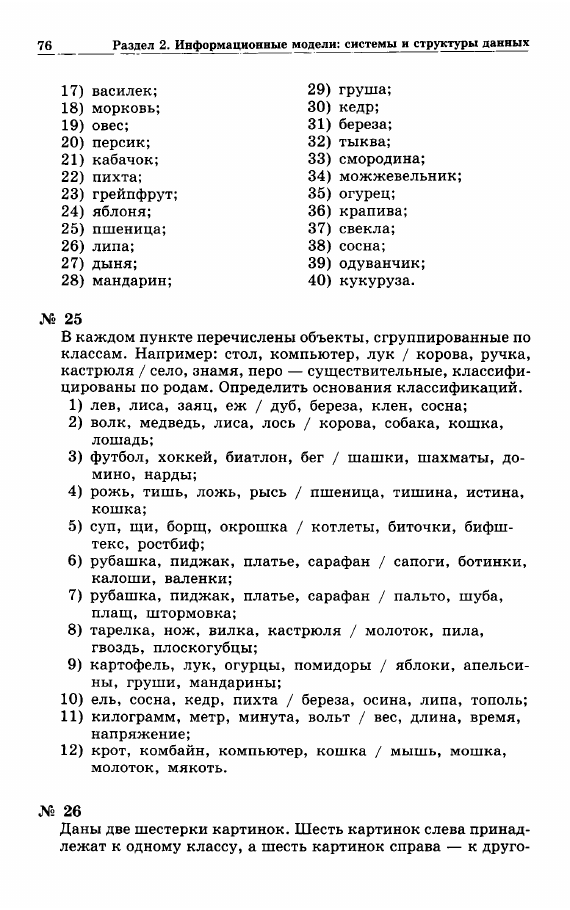 76 Раздел 2. Информационные модели: системы и структуры данных
17) василек;
18) морковь;
19) овес;
20) персик;
21) кабачок;
22) пихта;
23) грейпфрут;
24) яблоня;
25) пшеница;
26) липа;
27) дыня;
28) мандарин;
29) груша;
30) кедр;
31) береза;
32) тыква;
33) смородина;
34) можжевельник;
35) огурец;
36) крапива;
37) свекла;
38) сосна;
39) одуванчик;
40) кукуруза.
№ 25
В каждом пункте перечислены объекты, сгруппированные по
классам. Например: стол, компьютер, лук / корова, ручка,
кастрюля / село, знамя, перо — существительные, классифи-
цированы по родам. Определить основания классификаций.
1) лев, лиса, заяц, еж / дуб, береза, клен, сосна;
2) волк, медведь, лиса, лось / корова, собака, кошка,
лошадь;
3) футбол, хоккей, биатлон, бег / шашки, шахматы, до-
мино, нарды;
4) рожь, тишь, ложь, рысь / пшеница, тишина, истина,
кошка;
5) суп, щи, борщ, окрошка / котлеты, биточки, бифш-
текс, ростбиф;
6) рубашка, пиджак, платье, сарафан / сапоги, ботинки,
калоши, валенки;
7) рубашка, пиджак, платье, сарафан / пальто, шуба,
плащ, штормовка;
8) тарелка, нож, вилка, кастрюля / молоток, пила,
гвоздь, плоскогубцы;
9) картофель, лук, огурцы, помидоры / яблоки, апельси-
ны, груши, мандарины;
10) ель, сосна, кедр, пихта / береза, осина, липа, тополь;
11) килограмм, метр, минута, вольт / вес, длина, время,
напряжение;
12) крот, комбайн, компьютер, кошка / мышь, мошка,
молоток, мякоть.
№ 26
Даны две шестерки картинок. Шесть картинок слева принад-
лежат к одному классу, а шесть картинок справа — к друго-